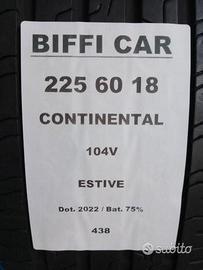 BIFFI CAR
225 60 18
CONTINENTAL
104V
ESTIVE
Dot. 2022 / Bat. 75%
438
subito